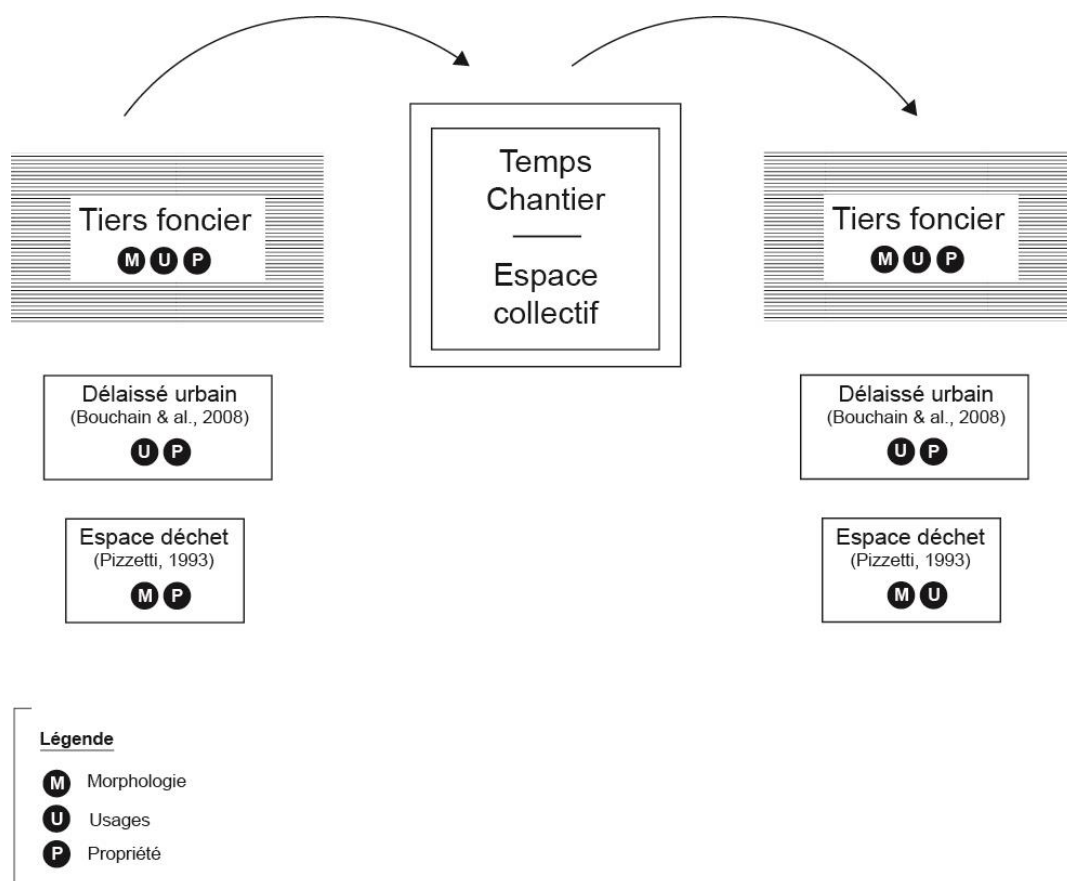 Tiers foncier
M U P
Délaissé urbain
(Bouchain & al., 2008)
U P
Espace déchet
(Pizzetti, 1993)
M P
Temps
Chantier
Espace
collectif
Tiers foncier
M U P
Délaissé urbain
(Bouchain & al., 2008)
U P
Espace déchet
(Pizzetti, 1993)
M U
Légende
M Morphologie
U Usages
P Propriété